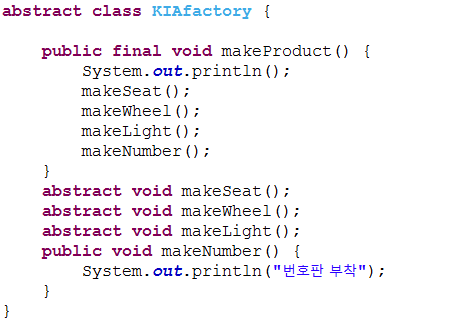 abstract class KIAfactory {
public final void makeProduct() {
System.out.println();
makeSeat();
makeWheel();
makeLight();
makeNumber();
}
abstract void makeSeat();
abstract void makeWheel();
abstract void makeLight();
public void makeNumber() {
System.out.println("번호판 부착");
}
}